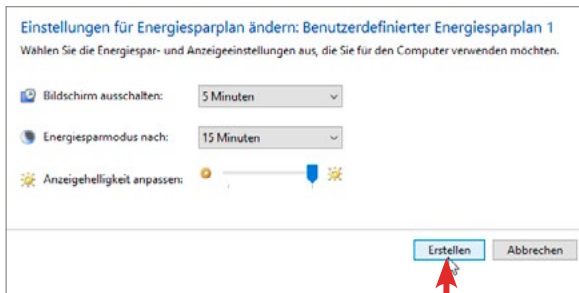 Einstellungen für Energiesparplan ändern: Benutzerdefinierter Energiesparplan 1
Wählen Sie die Energiespar- und Anzeigeeinstellungen aus, die Sie für den Computer verwenden möchten.
Bildschirm ausschalten: 5 Minuten
Energiesparmodus nach: 15 Minuten
Anzeigehelligkeit anpassen:
Erstellen Abbrechen